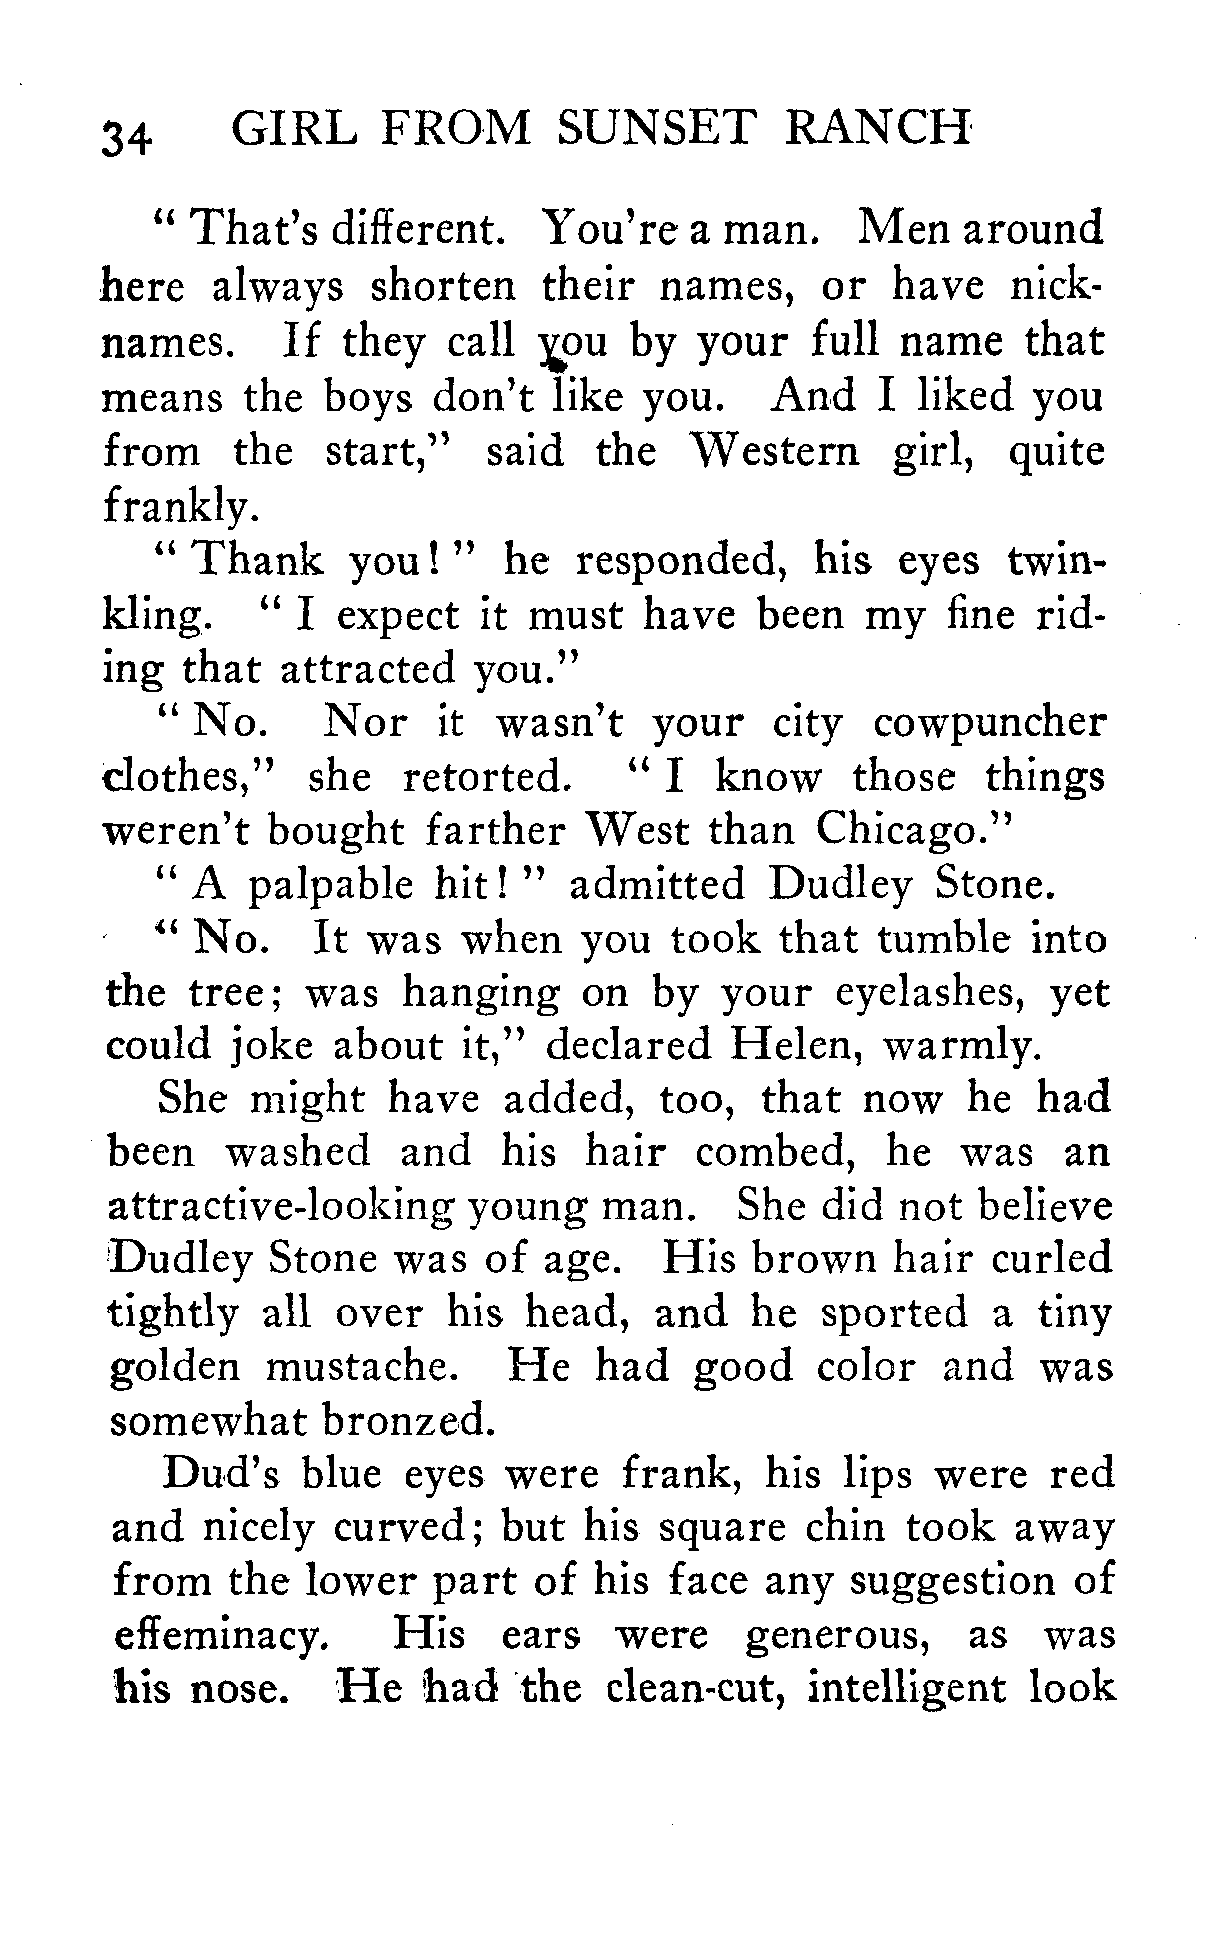 34 GIRL FROM SUNSET RANCH
" That's different. You're a man. Men around
here always shorten their names, or have nick-
names. If they call you by your full name that
means the boys don't like you. And I liked you
from the start," said the Western girl, quite
frankly.
" Thank you! " he responded, his eyes twin-
kling. " I expect it must have been my fine rid-
ing that attracted you."
" No. Nor it wasn't your city cowpuncher
clothes," she retorted. " I know those things
weren't bought farther West than Chicago."
" A palpable hit! " admitted Dudley Stone.
" No. It was when you took that tumble into
the tree; was hanging on by your eyelashes, yet
could joke about it," declared Helen, warmly.
She might have added, too, that now he had
been washed and his hair combed, he was an
attractive-looking young man. She did not believe
Dudley Stone was of age. His brown hair curled
tightly all over his head, and he sported a tiny
golden mustache. He had good color and was
somewhat bronzed.
Dud's blue eyes were frank, his lips were red
and nicely curved; but his square chin took away
from the lower part of his face any suggestion of
effeminacy. His ears were generous, as was
his nose. He had the clean-cut, intelligent look